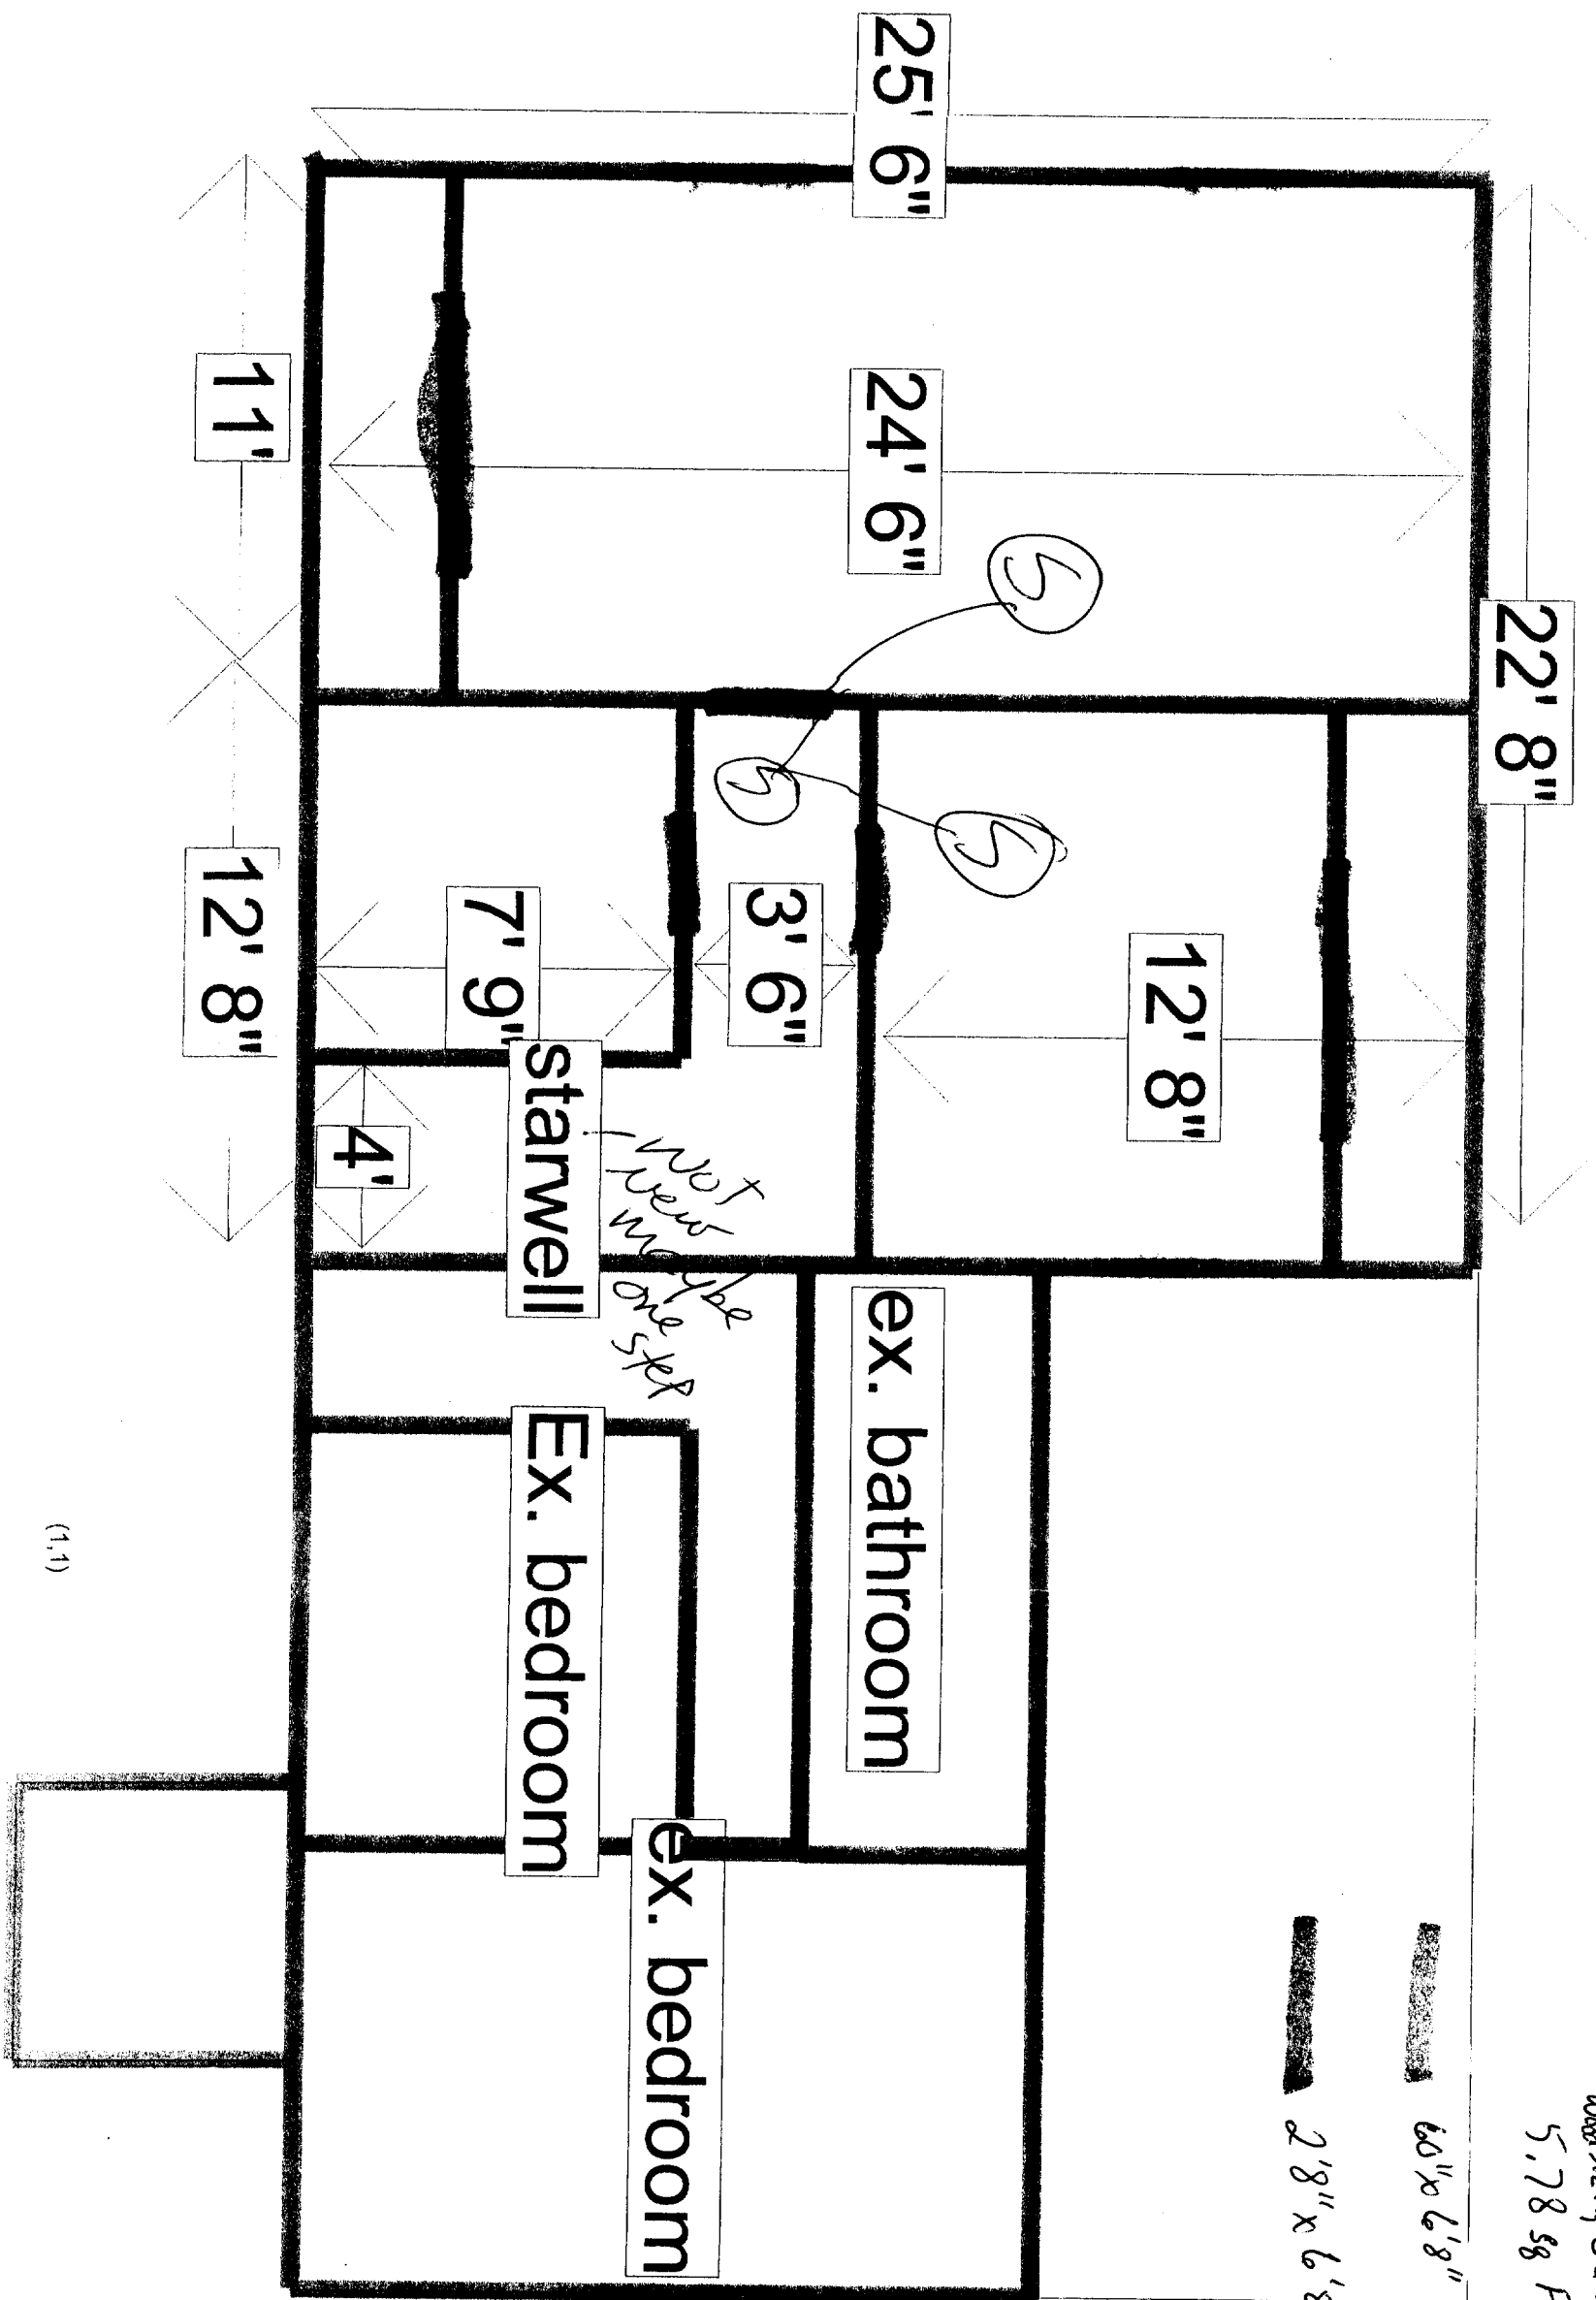 25' 6"
22' 8"
11'
24' 6"
S
S
S
12' 8"
7' 9"
3' 6"
12' 8"
4'
starwell
Not
new
maybe
one
step
ex. bathroom
Ex. bedroom
ex. bedroom
5.78 sq F
60" x 6'8"
2'8" x 6'8
(1,1)